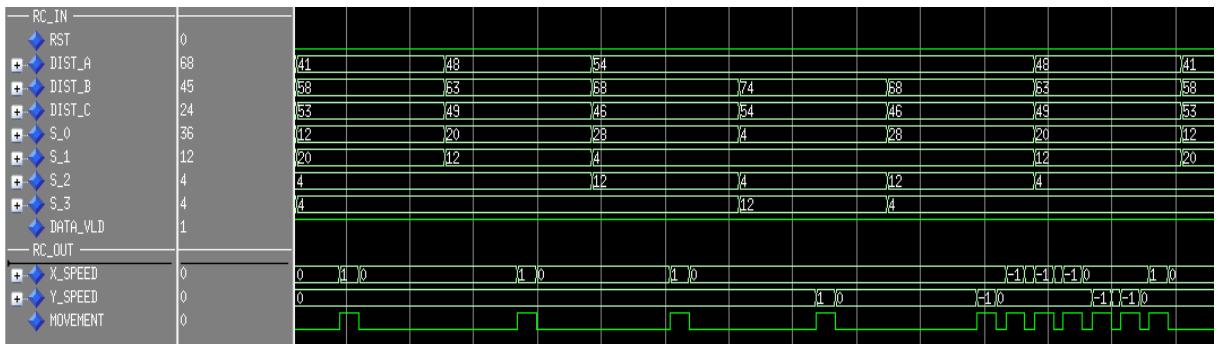 RC_IN
RST 0
DIST_A 68 41 48 54 48 41
DIST_B 45 58 63 68 74 68 63 58
DIST_C 24 53 49 46 54 46 49 53
S_0 36 12 20 28 4 28 20 12
S_1 12 20 12 4 12 20
S_2 4 4 12 4 12 4
S_3 4 4 12 4
DATA_VLD 1
RC_OUT
X_SPEED 0 0 1 0 1 0 1 0 -1 -1 -1 0 1 0
Y_SPEED 0 0 1 0 -1 0 -1 -1 0
MOVEMENT 0